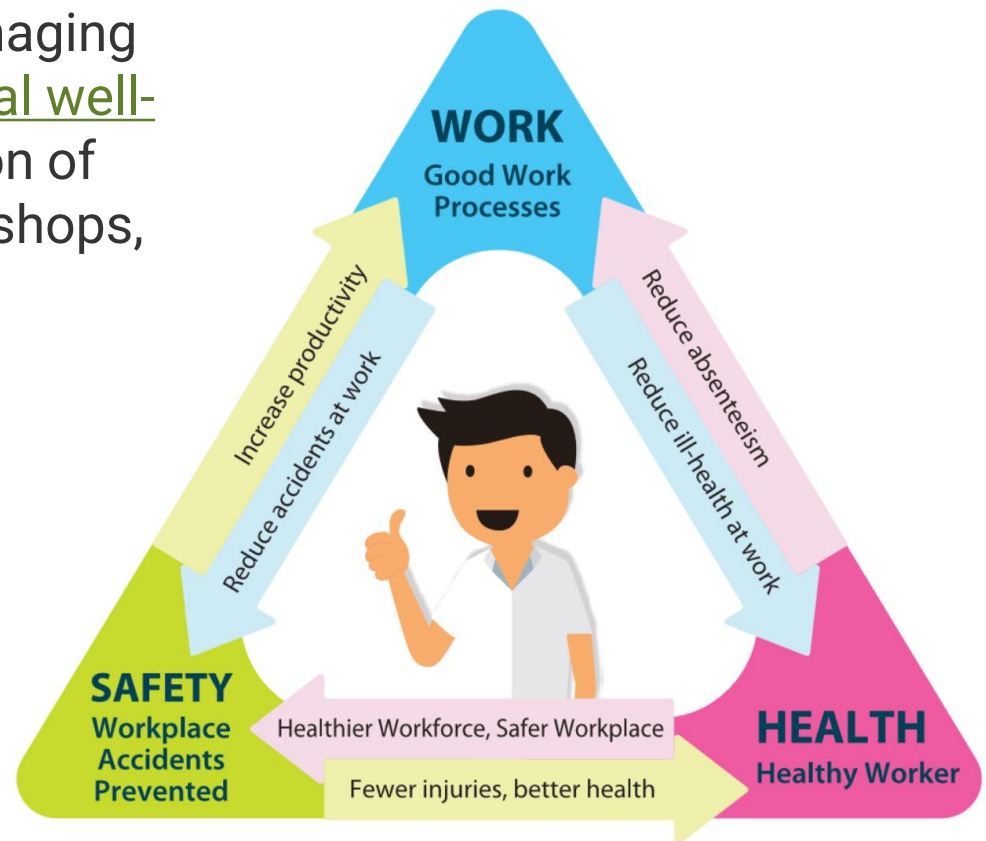 al well-
on of
shops,
WORK
Good Work
Processes
Increase productivity
Reduce accidents at work
Reduce absenteeism
Reduce ill-health at work
SAFETY
Workplace
Accidents
Prevented
Healthier Workforce, Safer Workplace
Fewer injuries, better health
HEALTH
Healthy Worker